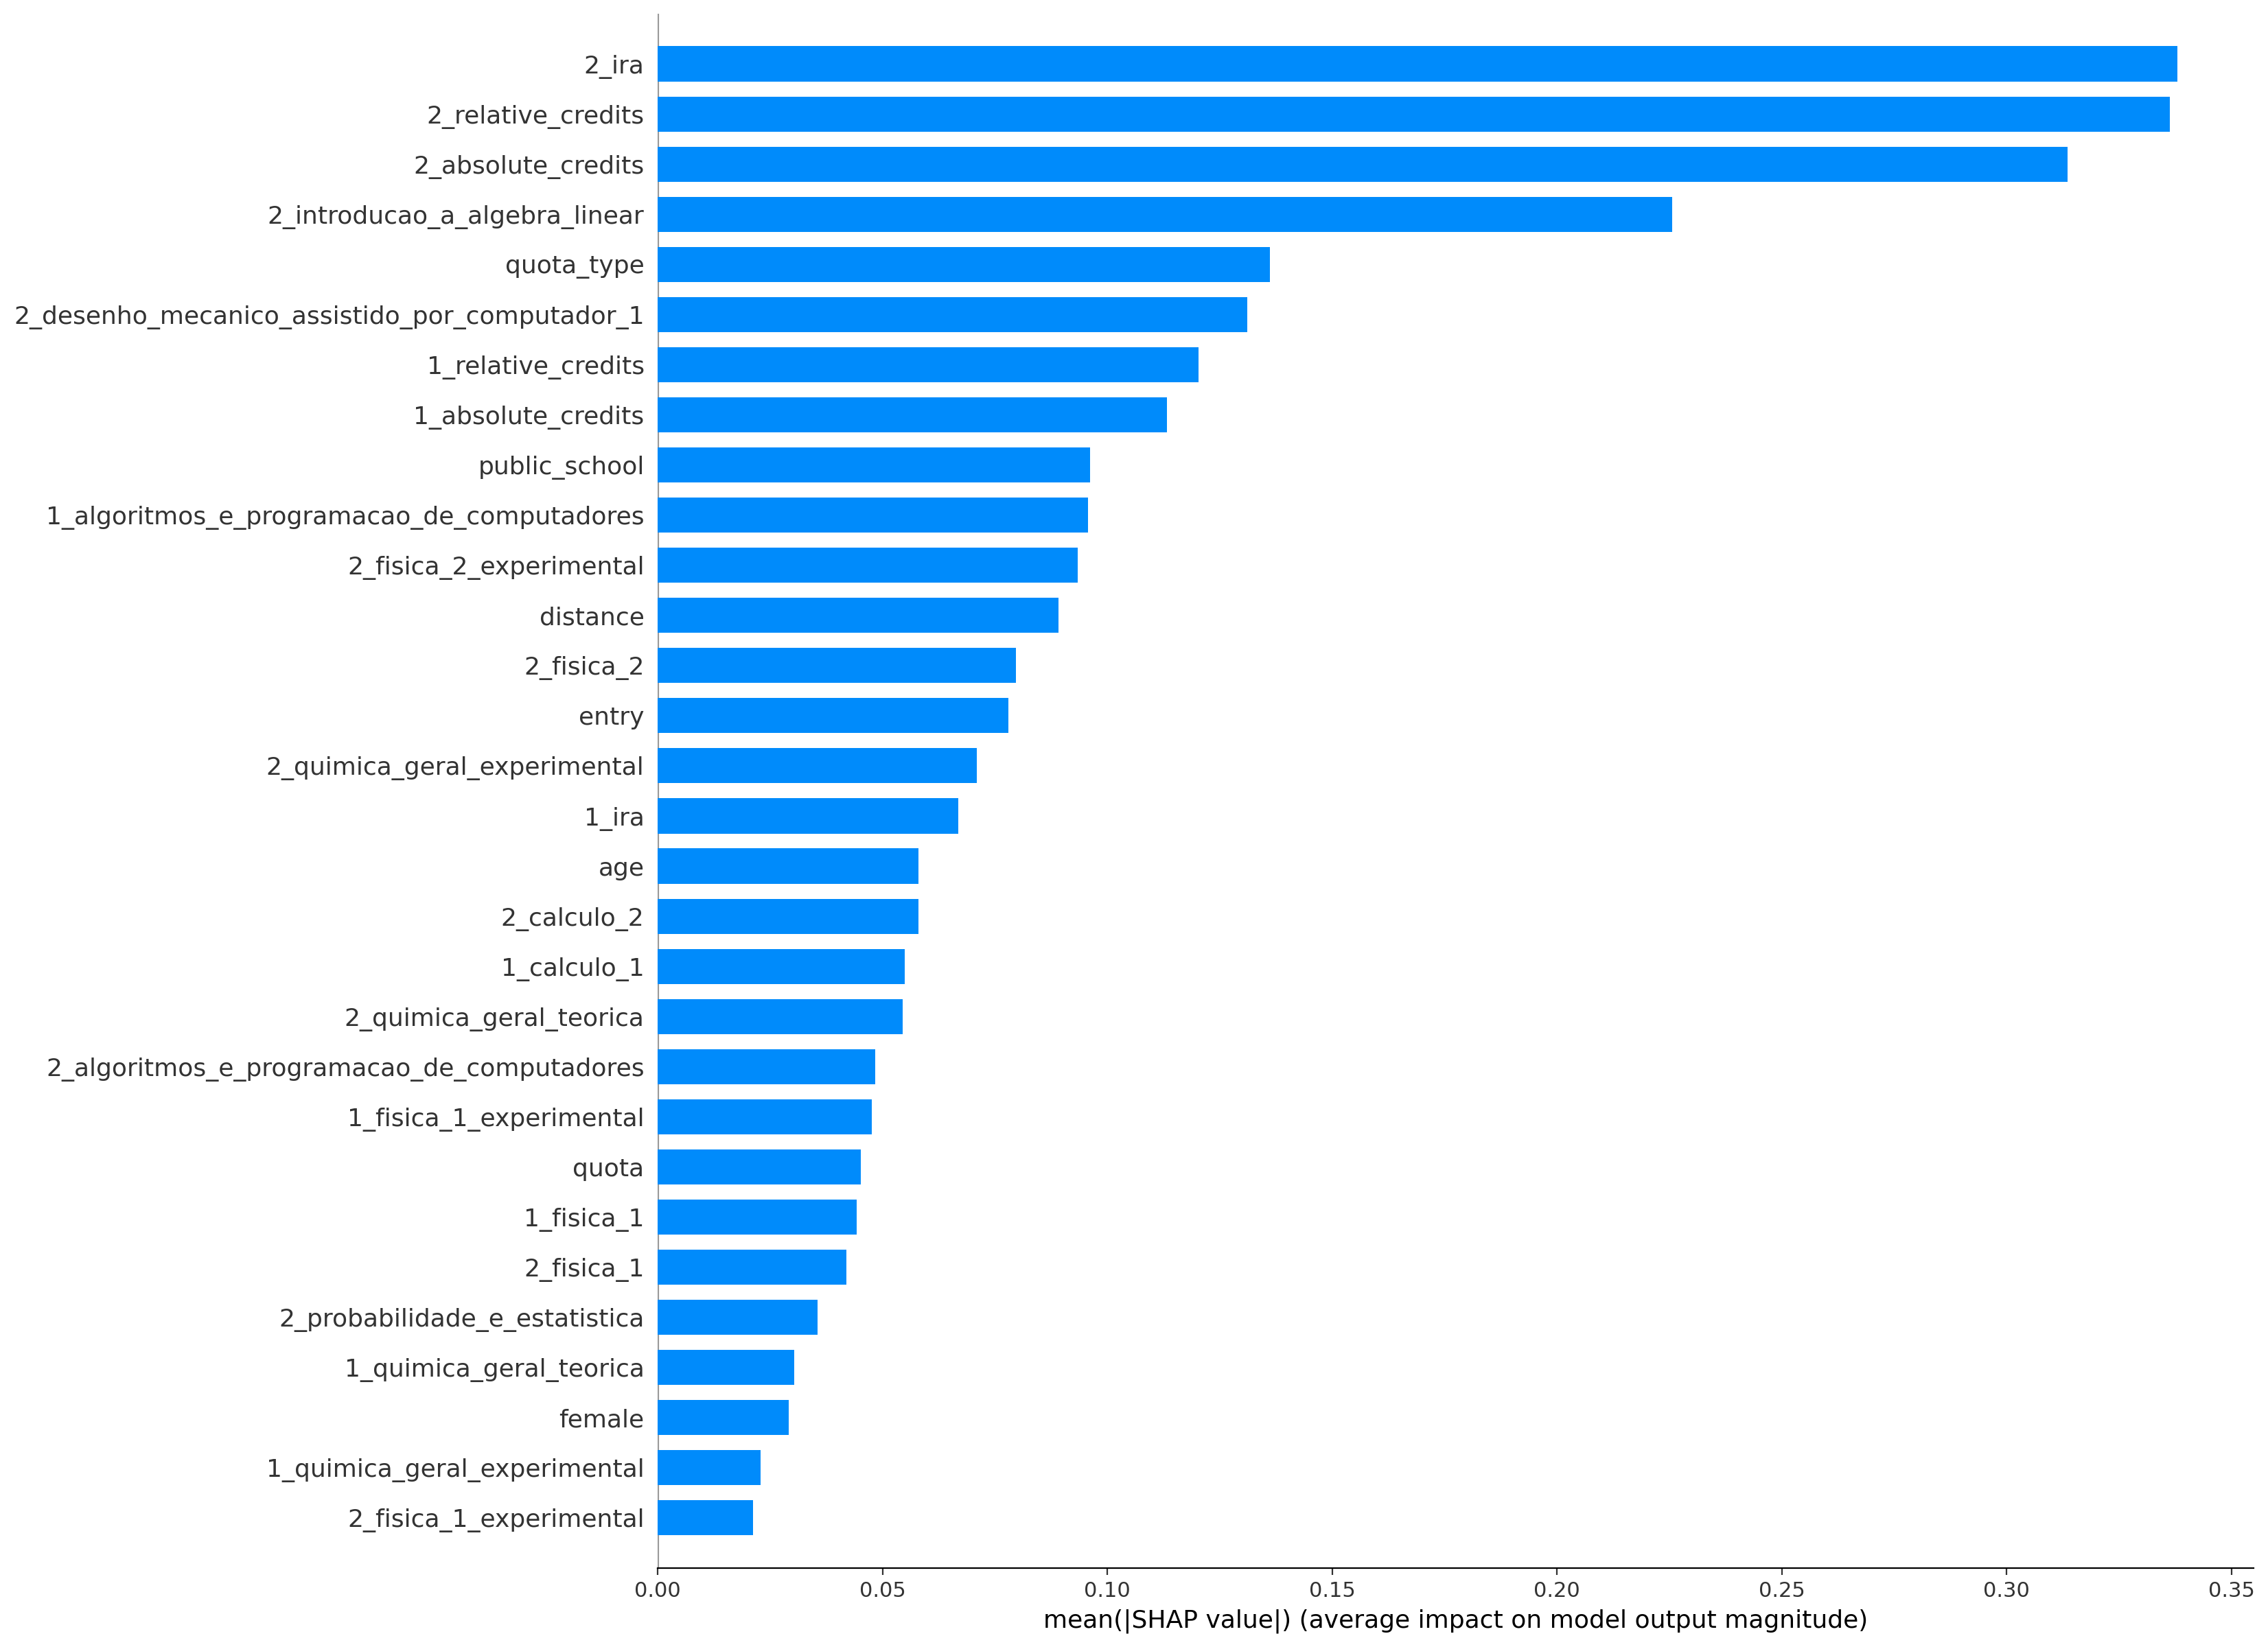 2_ira
2_relative_credits
2_absolute_credits
2_introducao_a_algebra_linear
quota_type
2_desenho_mecanico_assistido_por_computador_1
1_relative_credits
1_absolute_credits
public_school
1_algoritmos_e_programacao_de_computadores
2_fisica_2_experimental
distance
2_fisica_2
entry
2_quimica_geral_experimental
1_ira
age
2_calculo_2
1_calculo_1
2_quimica_geral_teorica
2_algoritmos_e_programacao_de_computadores
1_fisica_1_experimental
quota
1_fisica_1
2_fisica_1
2_probabilidade_e_estatistica
1_quimica_geral_teorica
female
1_quimica_geral_experimental
2_fisica_1_experimental
0.00 0.05 0.10 0.15 0.20 0.25 0.30 0.35
mean(|SHAP value|) (average impact on model output magnitude)